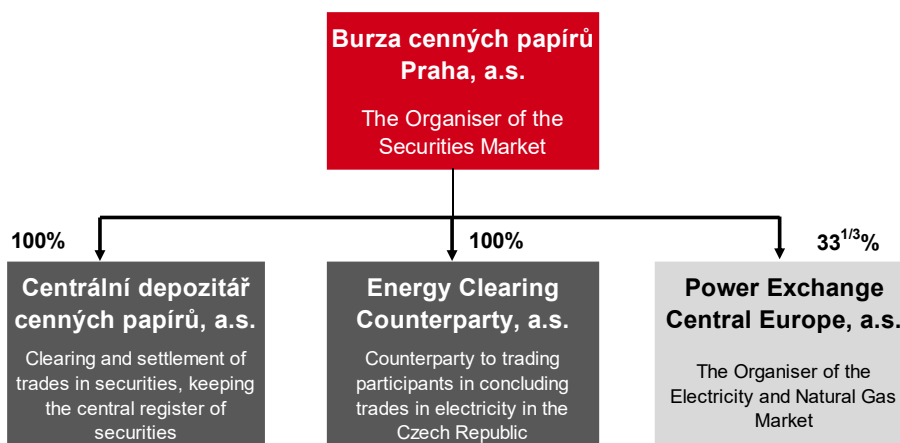 Burza cenných papírů
Praha, a.s.
The Organiser of the
Securities Market
100%
100%
331/3%
Centrální depozitář
cenných papírů, a.s.
Clearing and settlement of
trades in securities, keeping
the central register of
securities
Energy Clearing
Counterparty, a.s.
Counterparty to trading
participants in concluding
trades in electricity in the
Czech Republic
Power Exchange
Central Europe, a.s.
The Organiser of the
Electricity and Natural Gas
Market